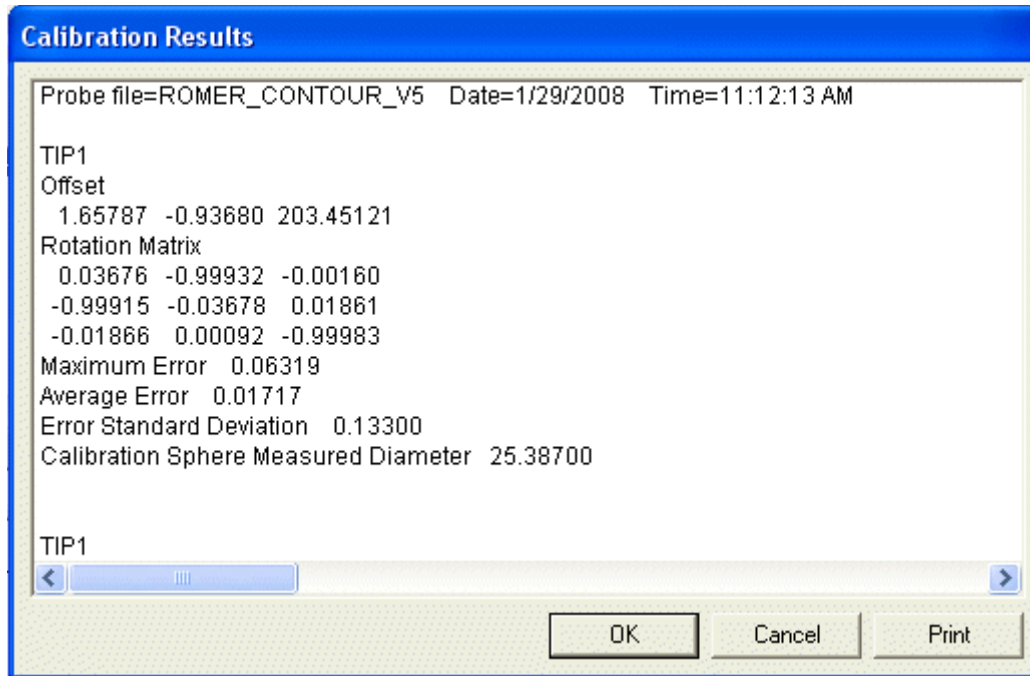 Calibration Results
Probe file=ROMER_CONTOUR_V5 Date=1/29/2008 Time=11:12:13 AM
TIP1
Offset
1.65787 -0.93680 203.45121
Rotation Matrix
0.03676 -0.99932 -0.00160
-0.99915 -0.03678 0.01861
-0.01866 0.00092 -0.99983
Maximum Error 0.06319
Average Error 0.01717
Error Standard Deviation 0.13300
Calibration Sphere Measured Diameter 25.38700
TIP1
OK Cancel Print